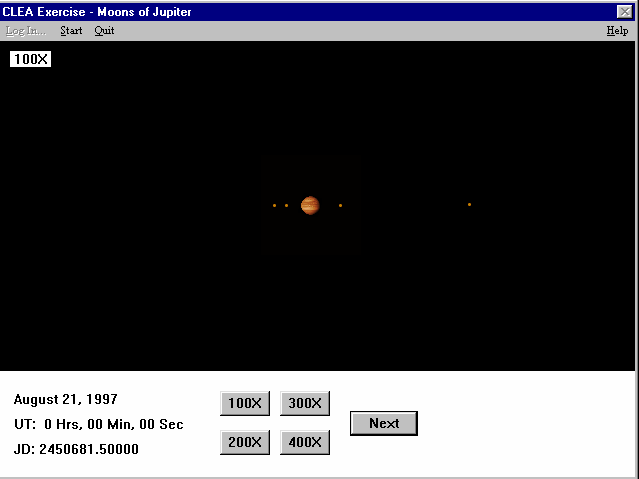 CLEA Exercise - Moons of Jupiter
Log In... Start Quit Help
100X
August 21, 1997
UT: 0 Hrs, 00 Min, 00 Sec
JD: 2450681.50000
100X 300X
200X 400X
Next